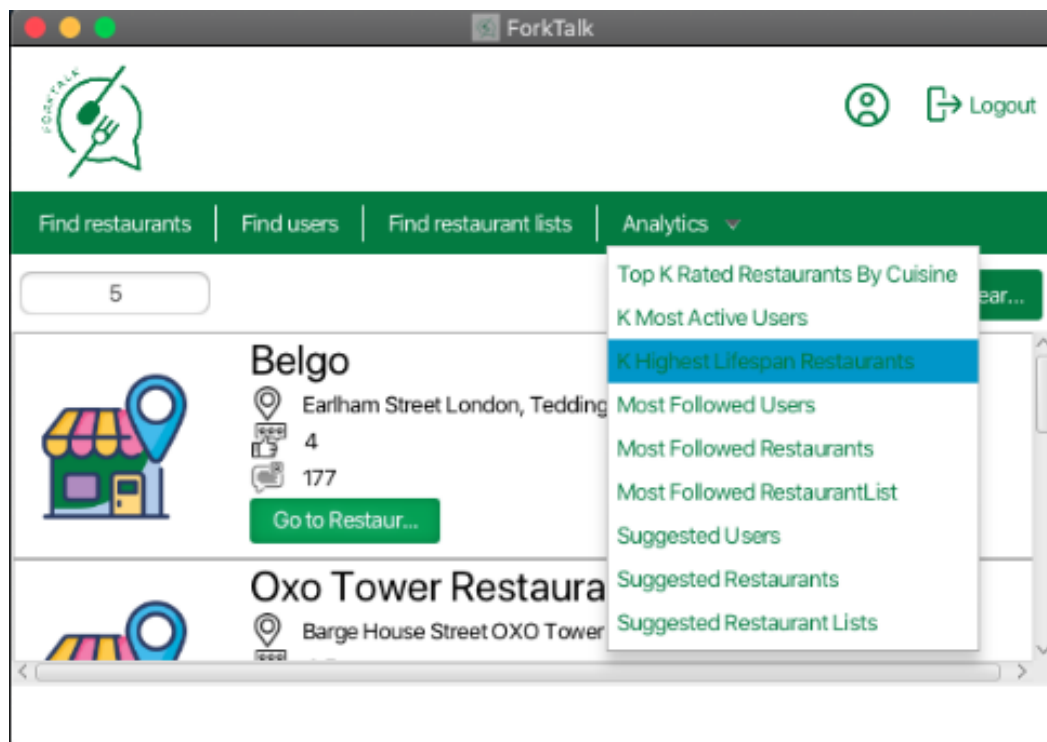 ForkTalk
FORKTALK
Logout
Find restaurants
Find users
Find restaurant lists
Analytics
5
Top K Rated Restaurants By Cuisine
K Most Active Users
K Highest Lifespan Restaurants
Most Followed Users
Most Followed Restaurants
Most Followed RestaurantList
Suggested Users
Suggested Restaurants
Suggested Restaurant Lists
ear...
Belgo
Earlham Street London, Tedding
4
177
Go to Restaur...
Oxo Tower Restaura
Barge House Street OXO Tower